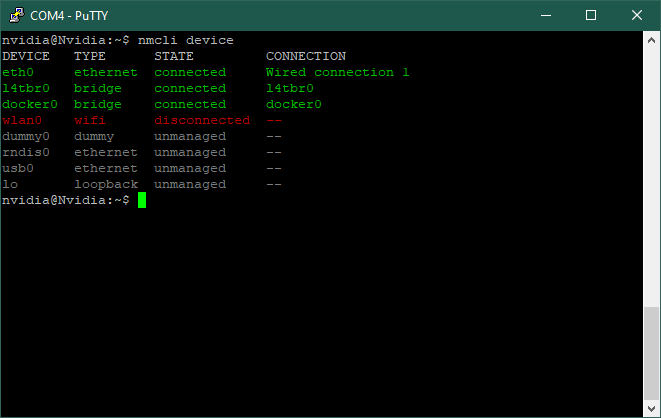 COM4 - PuTTY
nvidia@Nvidia:~$ nmcli device
DEVICE   TYPE      STATE         CONNECTION
eth0     ethernet  connected     Wired connection 1
l4tbr0   bridge    connected     l4tbr0
docker0  bridge    connected     docker0
wlan0    wifi      disconnected  --
dummy0   dummy     unmanaged     --
rndis0   ethernet  unmanaged     --
usb0     ethernet  unmanaged     --
lo       loopback  unmanaged     --
nvidia@Nvidia:~$